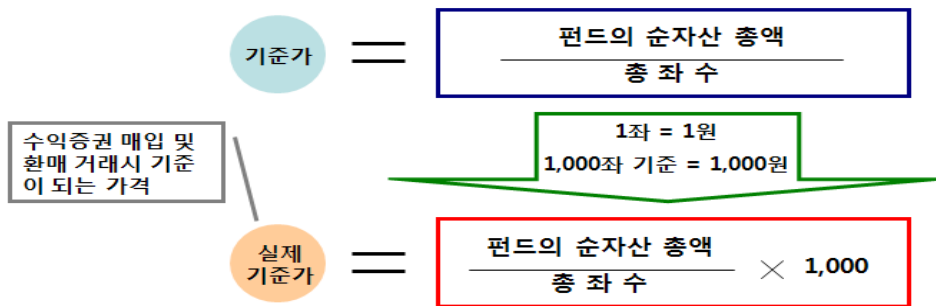 기준가
펀드의 순자산 총액
총 좌 수
수익증권 매입 및
환매 거래시 기준
이 되는 가격
1좌 = 1원
1,000좌 기준 = 1,000원
실제
기준가
펀드의 순자산 총액
총 좌 수
× 1,000